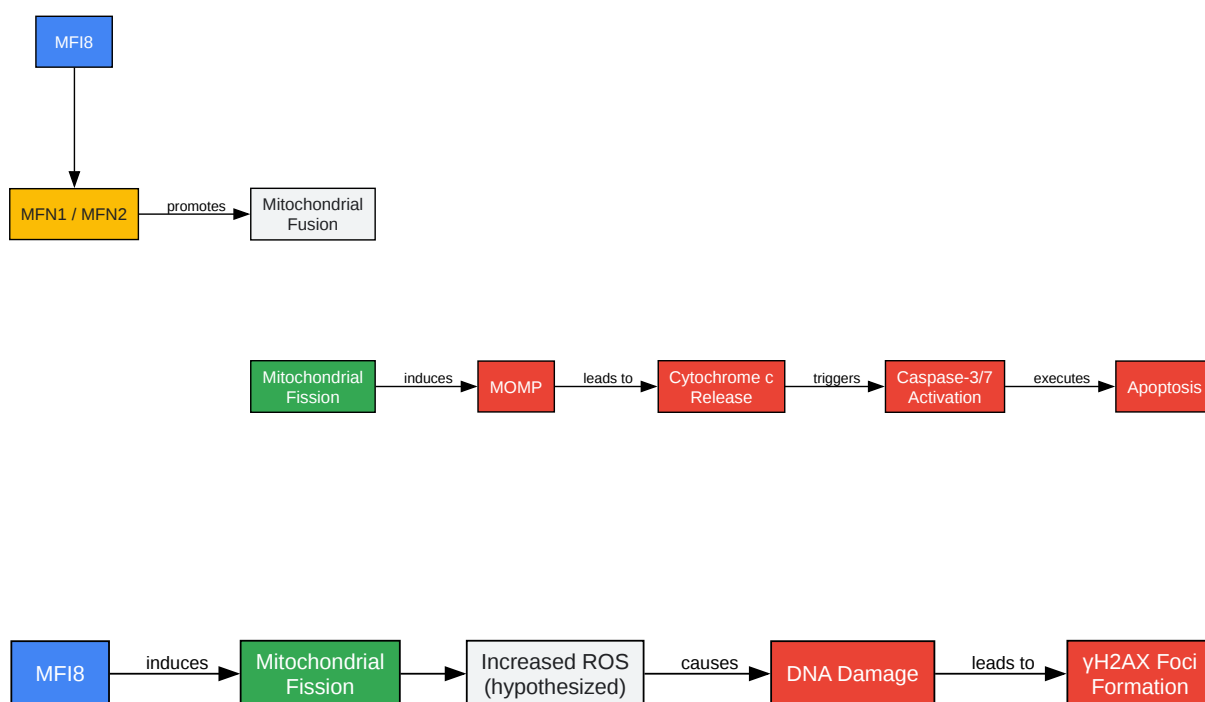 MFI8
MFN1 / MFN2
promotes
Mitochondrial
Fusion
Mitochondrial
Fission
induces
MOMP
leads to
Cytochrome c
Release
triggers
Caspase-3/7
Activation
executes
Apoptosis
MFI8
induces
Mitochondrial
Fission
Increased ROS
(hypothesized)
causes
DNA Damage
leads to
γH2AX Foci
Formation